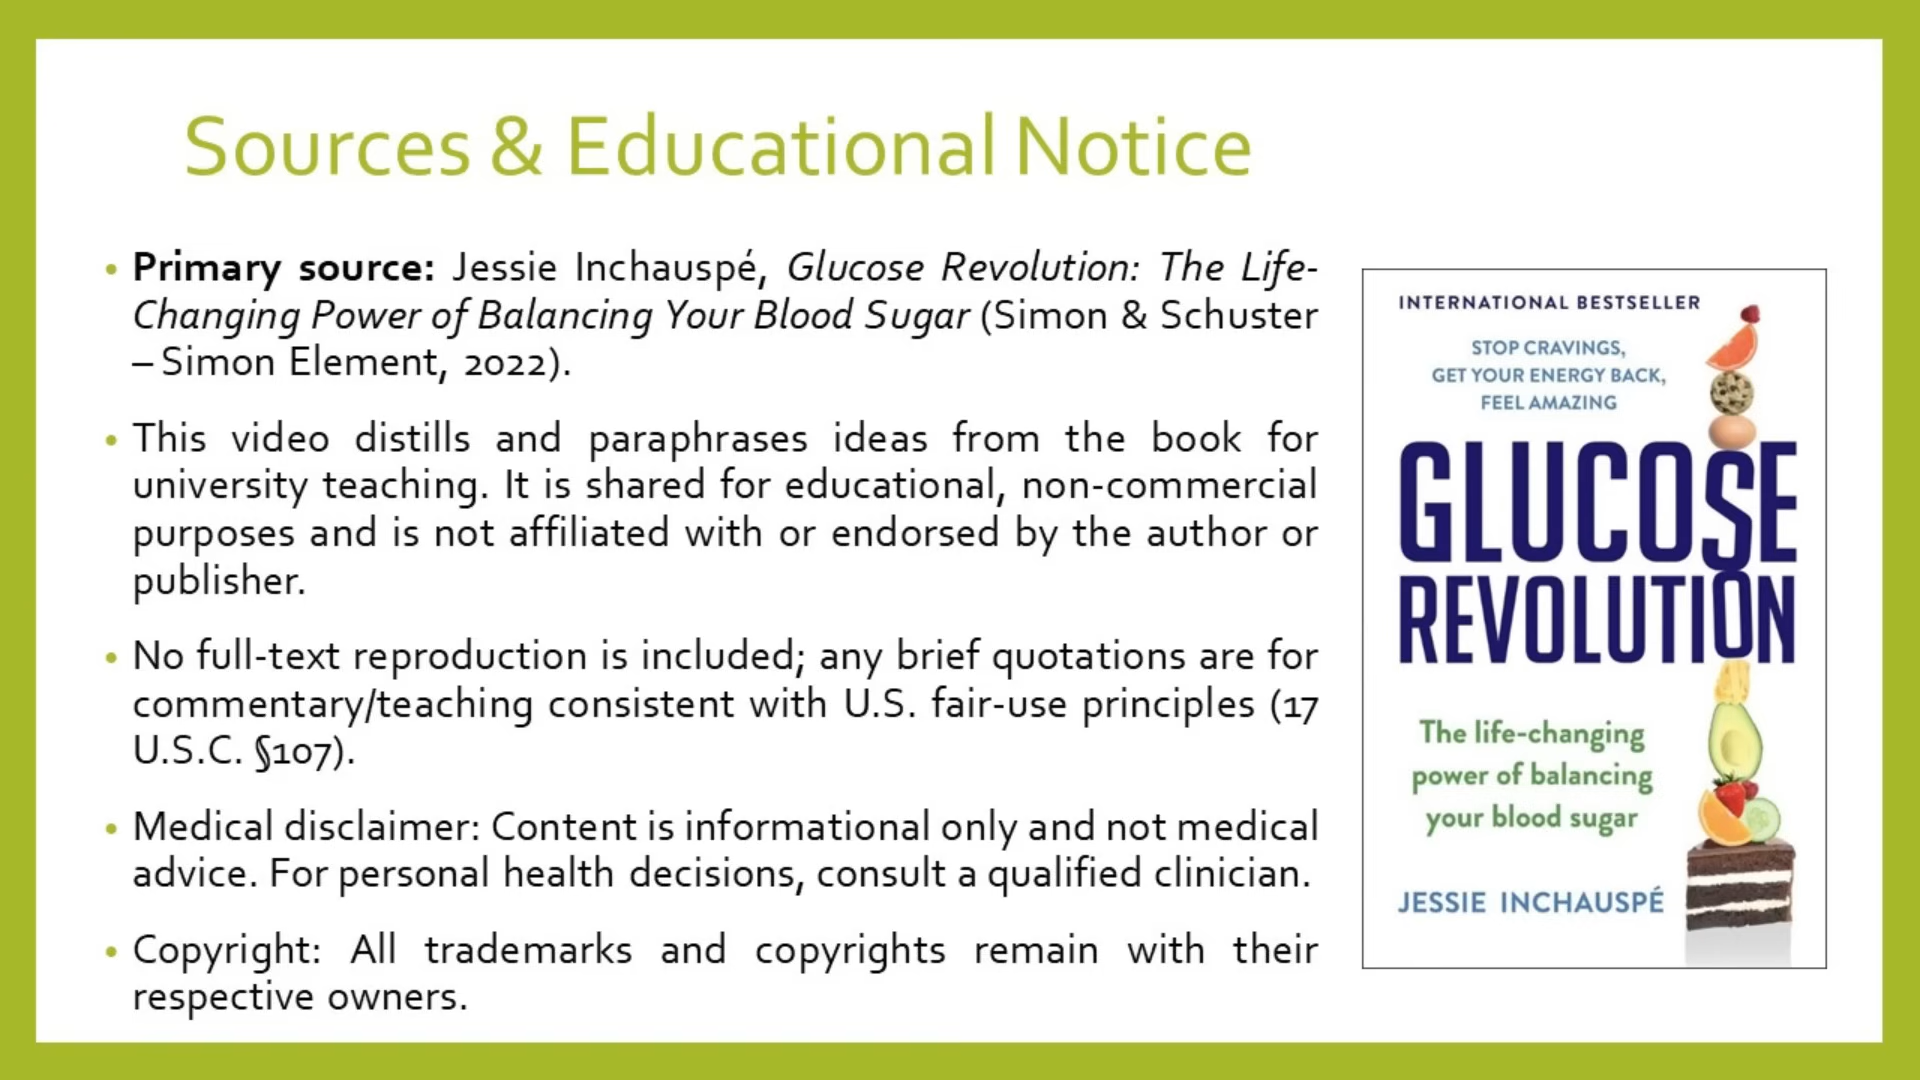 Sources & Educational Notice
• Primary source: Jessie Inchauspé, Glucose Revolution: The Life-
Changing Power of Balancing Your Blood Sugar (Simon & Schuster
– Simon Element, 2022).
• This video distills and paraphrases ideas from the book for
university teaching. It is shared for educational, non-commercial
purposes and is not affiliated with or endorsed by the author or
publisher.
• No full-text reproduction is included; any brief quotations are for
commentary/teaching consistent with U.S. fair-use principles (17
U.S.C. §107).
• Medical disclaimer: Content is informational only and not medical
advice. For personal health decisions, consult a qualified clinician.
• Copyright: All trademarks and copyrights remain with their
respective owners.
INTERNATIONAL BESTSELLER
STOP CRAVINGS,
GET YOUR ENERGY BACK,
FEEL AMAZING
GLUCOSE
REVOLUTION
The life-changing
power of balancing
your blood sugar
JESSIE INCHAUSPÉ